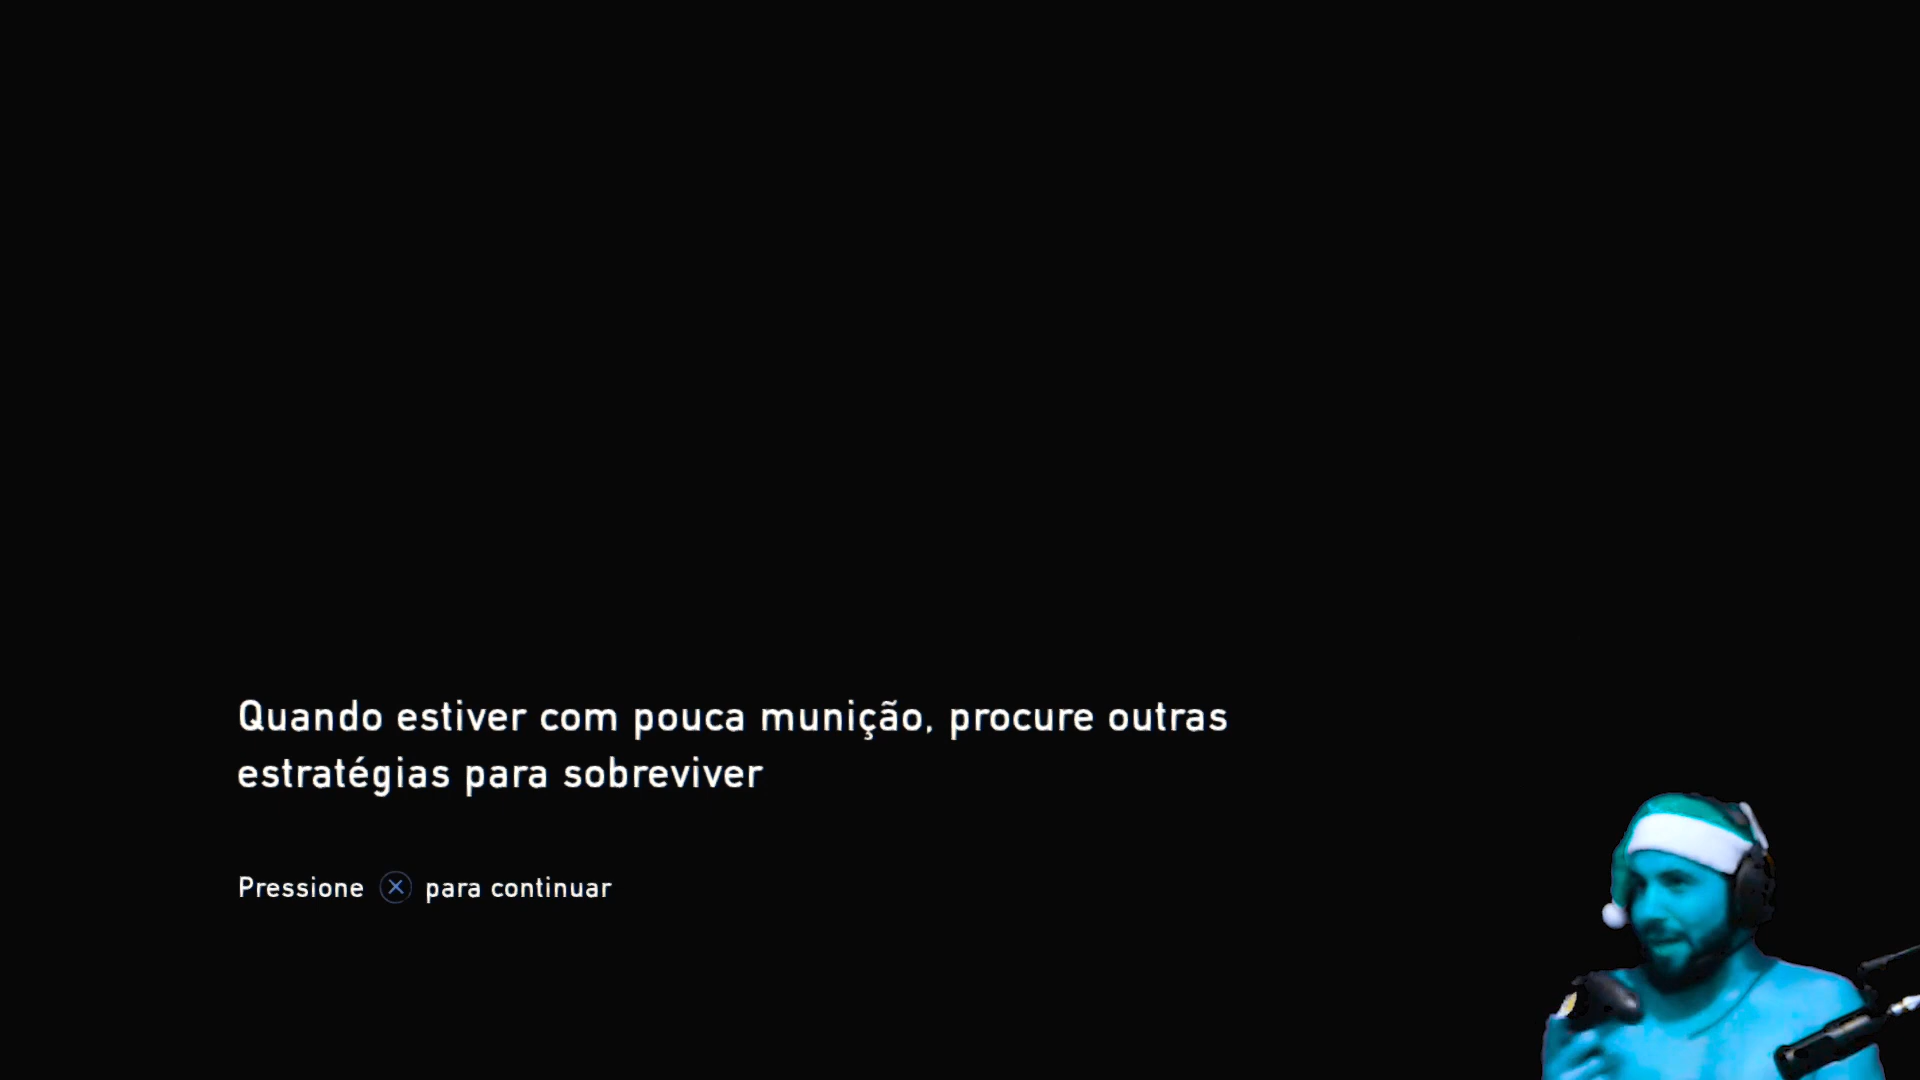 Quando estiver com pouca munição, procure outras
estratégias para sobreviver
Pressione para continuar